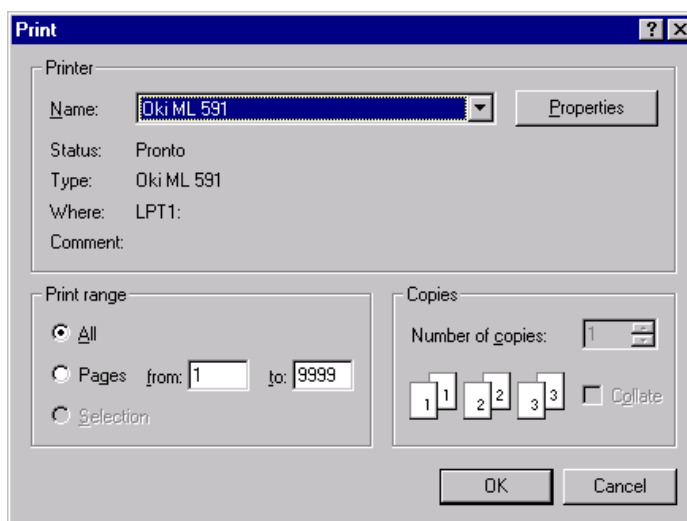 Print
Printer
Name: Oki ML 591 Properties
Status: Pronto
Type: Oki ML 591
Where: LPT1:
Comment:
Print range
All
Pages from: 1 to: 9999
Selection
Copies
Number of copies: 1
1 1 2 2 3 3 Collate
OK Cancel